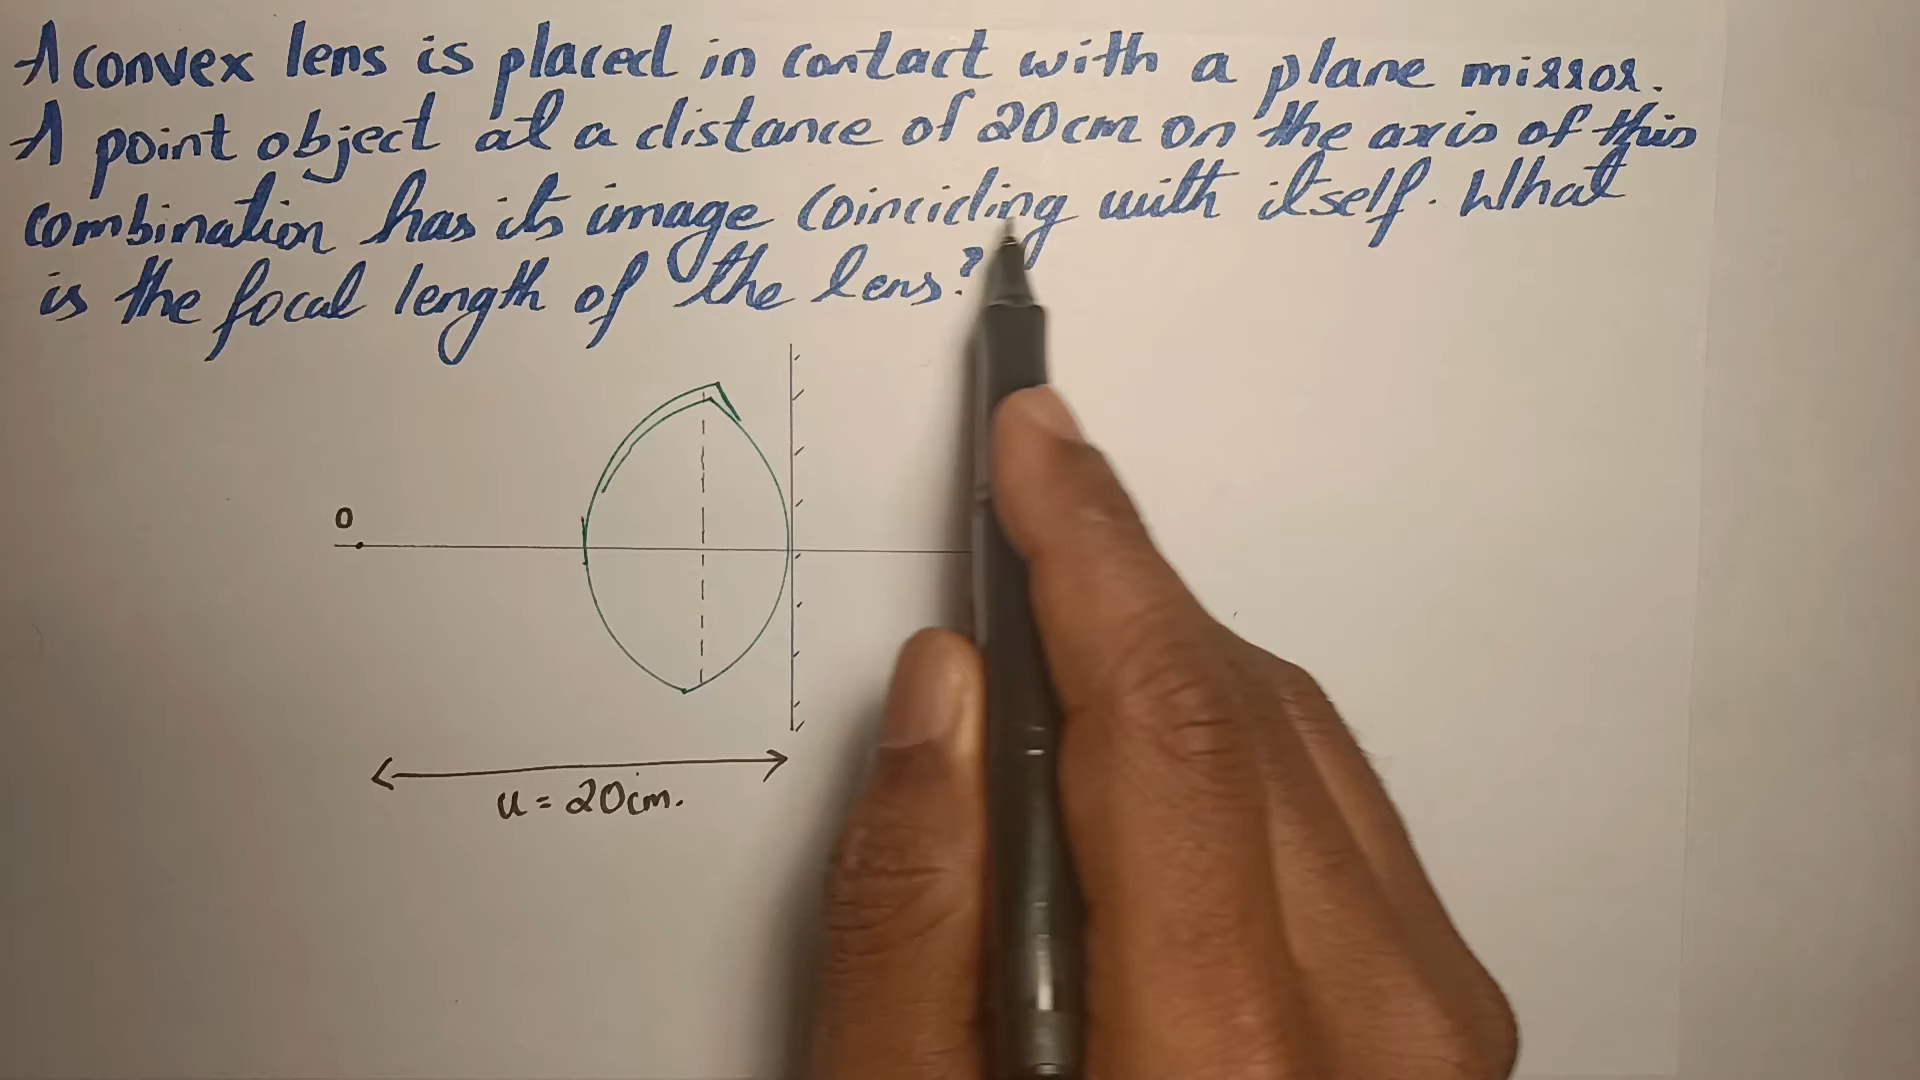 A convex lens is placed in contact with a plane mirror.
A point object at a distance of 20cm on the axis of this
combination has its image coinciding with itself. What
is the focal length of the lens?
O
u = 20cm.